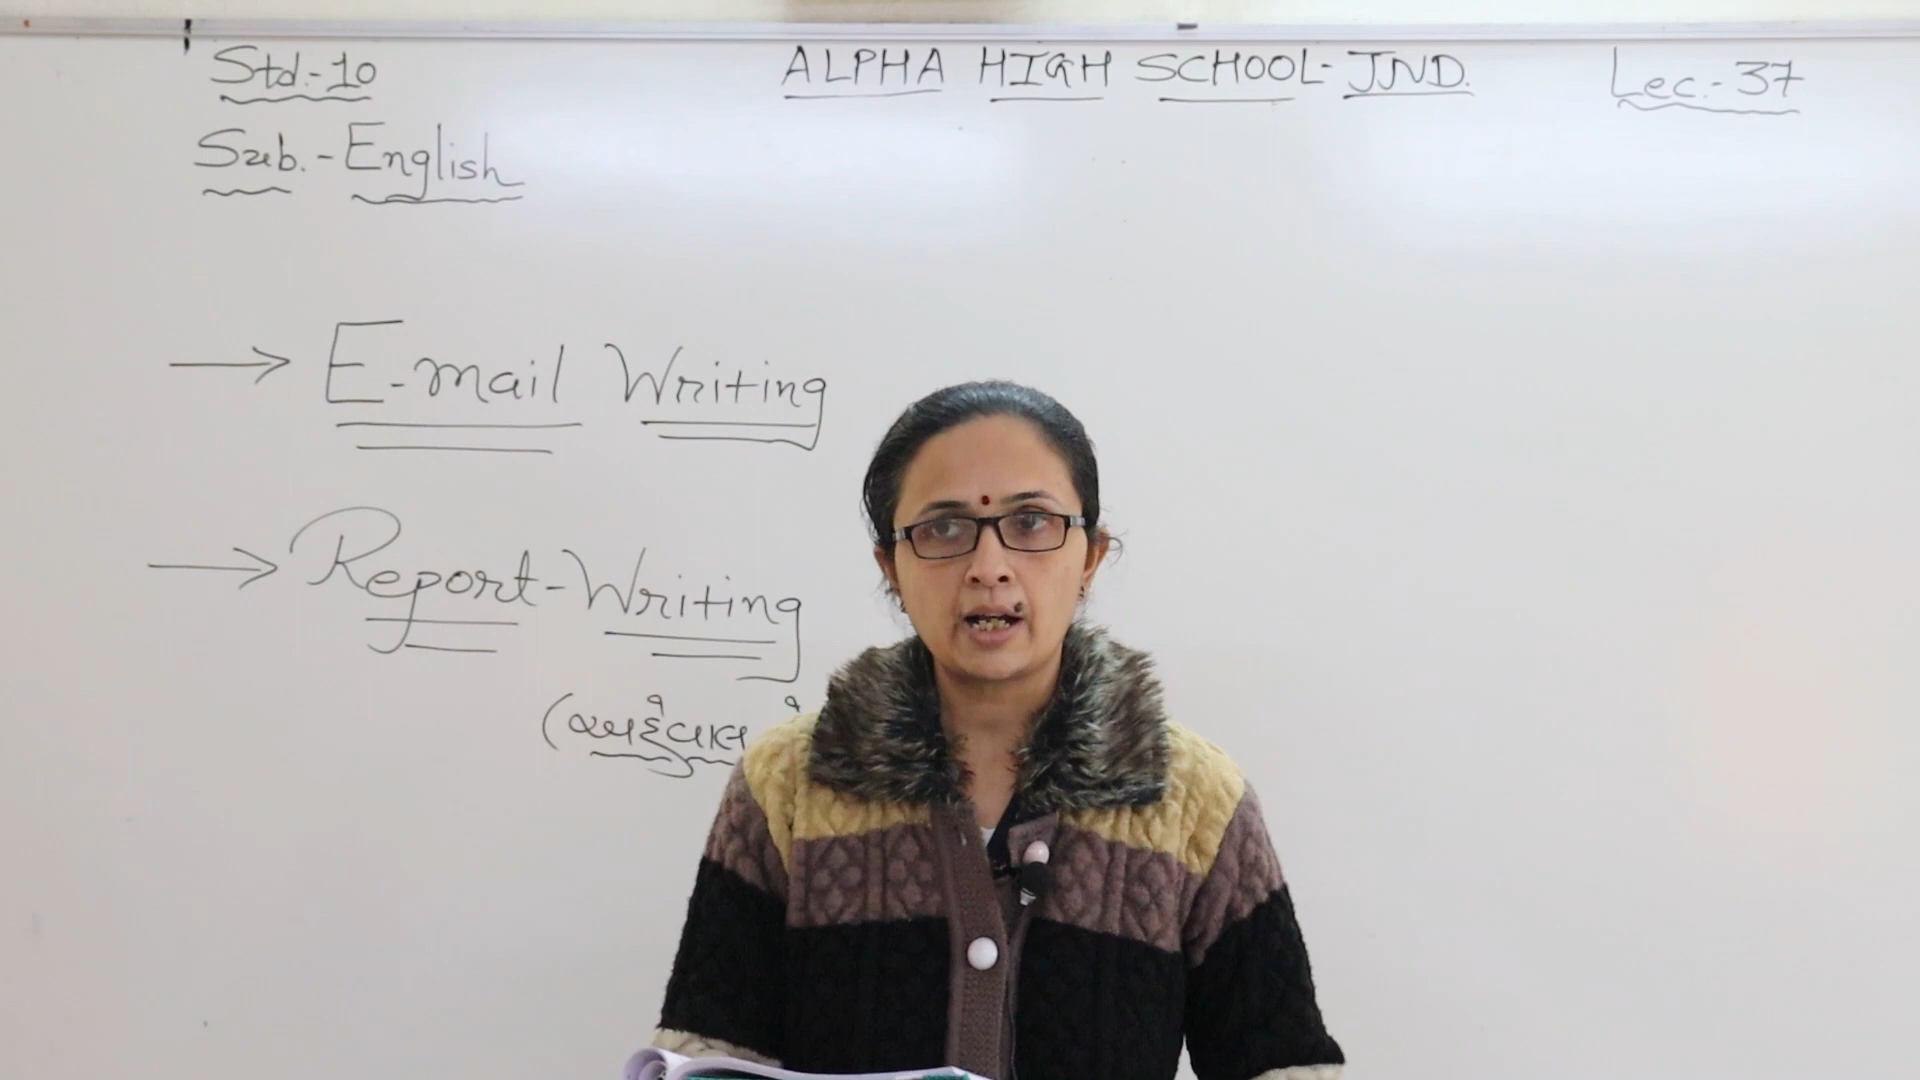 Std.-10
ALPHA HIGH SCHOOL-JND.
Lec.-37
Sub.-English
→ E-mail Writing
→ Report-Writing